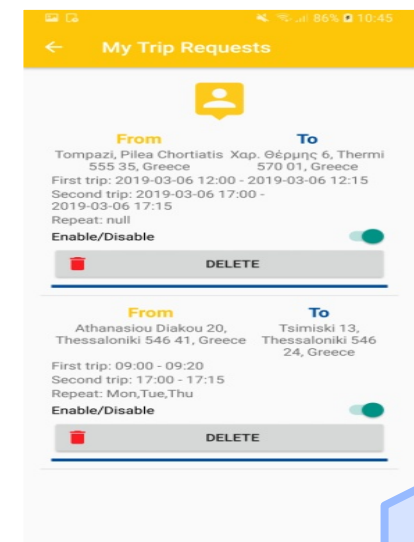 86% 10:45
My Trip Requests
From To
Tompazi, Pilea Chortiatis Χαρ. Θέρμης 6, Thermi
555 35, Greece 570 01, Greece
First trip: 2019-03-06 12:00 - 2019-03-06 12:15
Second trip: 2019-03-06 17:00 -
2019-03-06 17:15
Repeat: null
Enable/Disable
DELETE
From To
Athanasiou Diakou 20, Tsimiski 13,
Thessaloniki 546 41, Greece Thessaloniki 546
24, Greece
First trip: 09:00 - 09:20
Second trip: 17:00 - 17:15
Repeat: Mon,Tue,Thu
Enable/Disable
DELETE